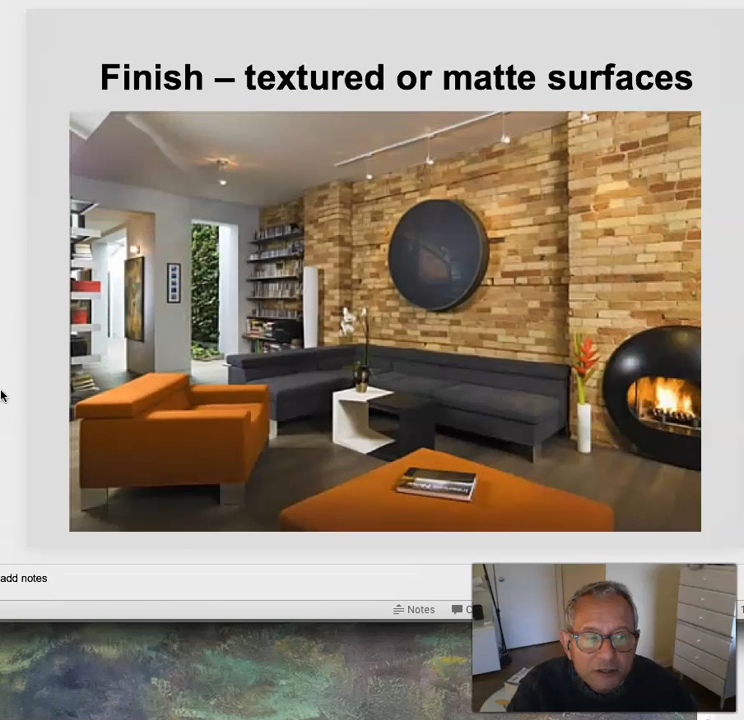 Finish – textured or matte surfaces
add notes
Notes